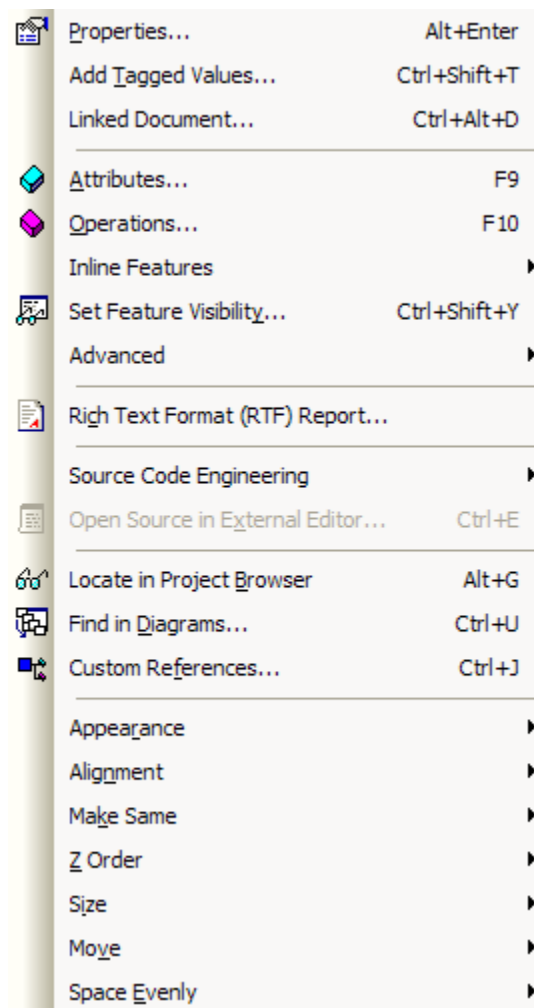 Properties... Alt+Enter
Add Tagged Values... Ctrl+Shift+T
Linked Document... Ctrl+Alt+D
Attributes... F9
Operations... F10
Inline Features
Set Feature Visibility... Ctrl+Shift+Y
Advanced
Rich Text Format (RTF) Report...
Source Code Engineering
Open Source in External Editor... Ctrl+E
Locate in Project Browser Alt+G
Find in Diagrams... Ctrl+U
Custom References... Ctrl+J
Appearance
Alignment
Make Same
Z Order
Size
Move
Space Evenly